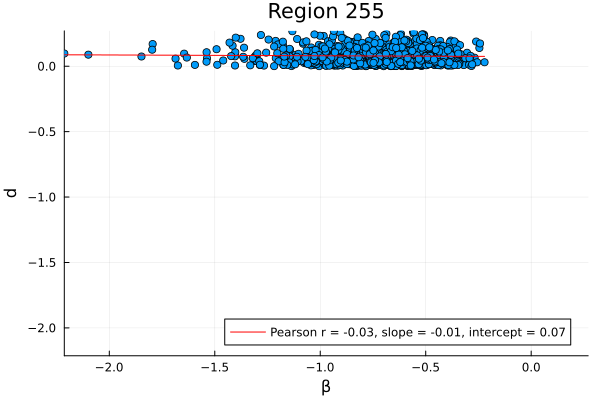 Region 255
d
0.0
−0.5
−1.0
−1.5
−2.0
Pearson r = -0.03, slope = -0.01, intercept = 0.07
−2.0 −1.5 −1.0 −0.5 0.0
β